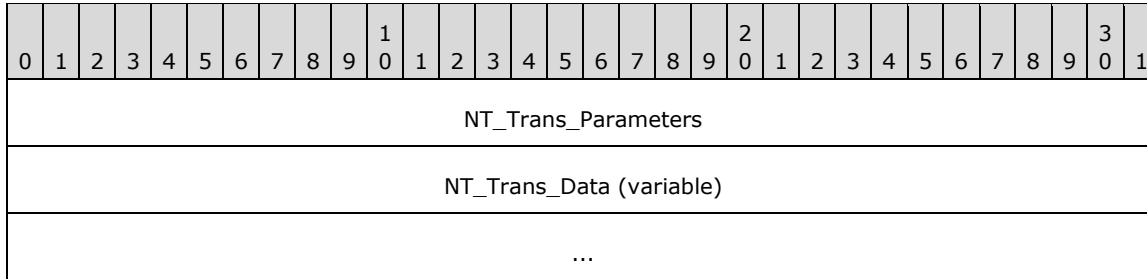 1 2 3
0 1 2 3 4 5 6 7 8 9 0 1 2 3 4 5 6 7 8 9 0 1 2 3 4 5 6 7 8 9 0 1
NT_Trans_Parameters
NT_Trans_Data (variable)
...